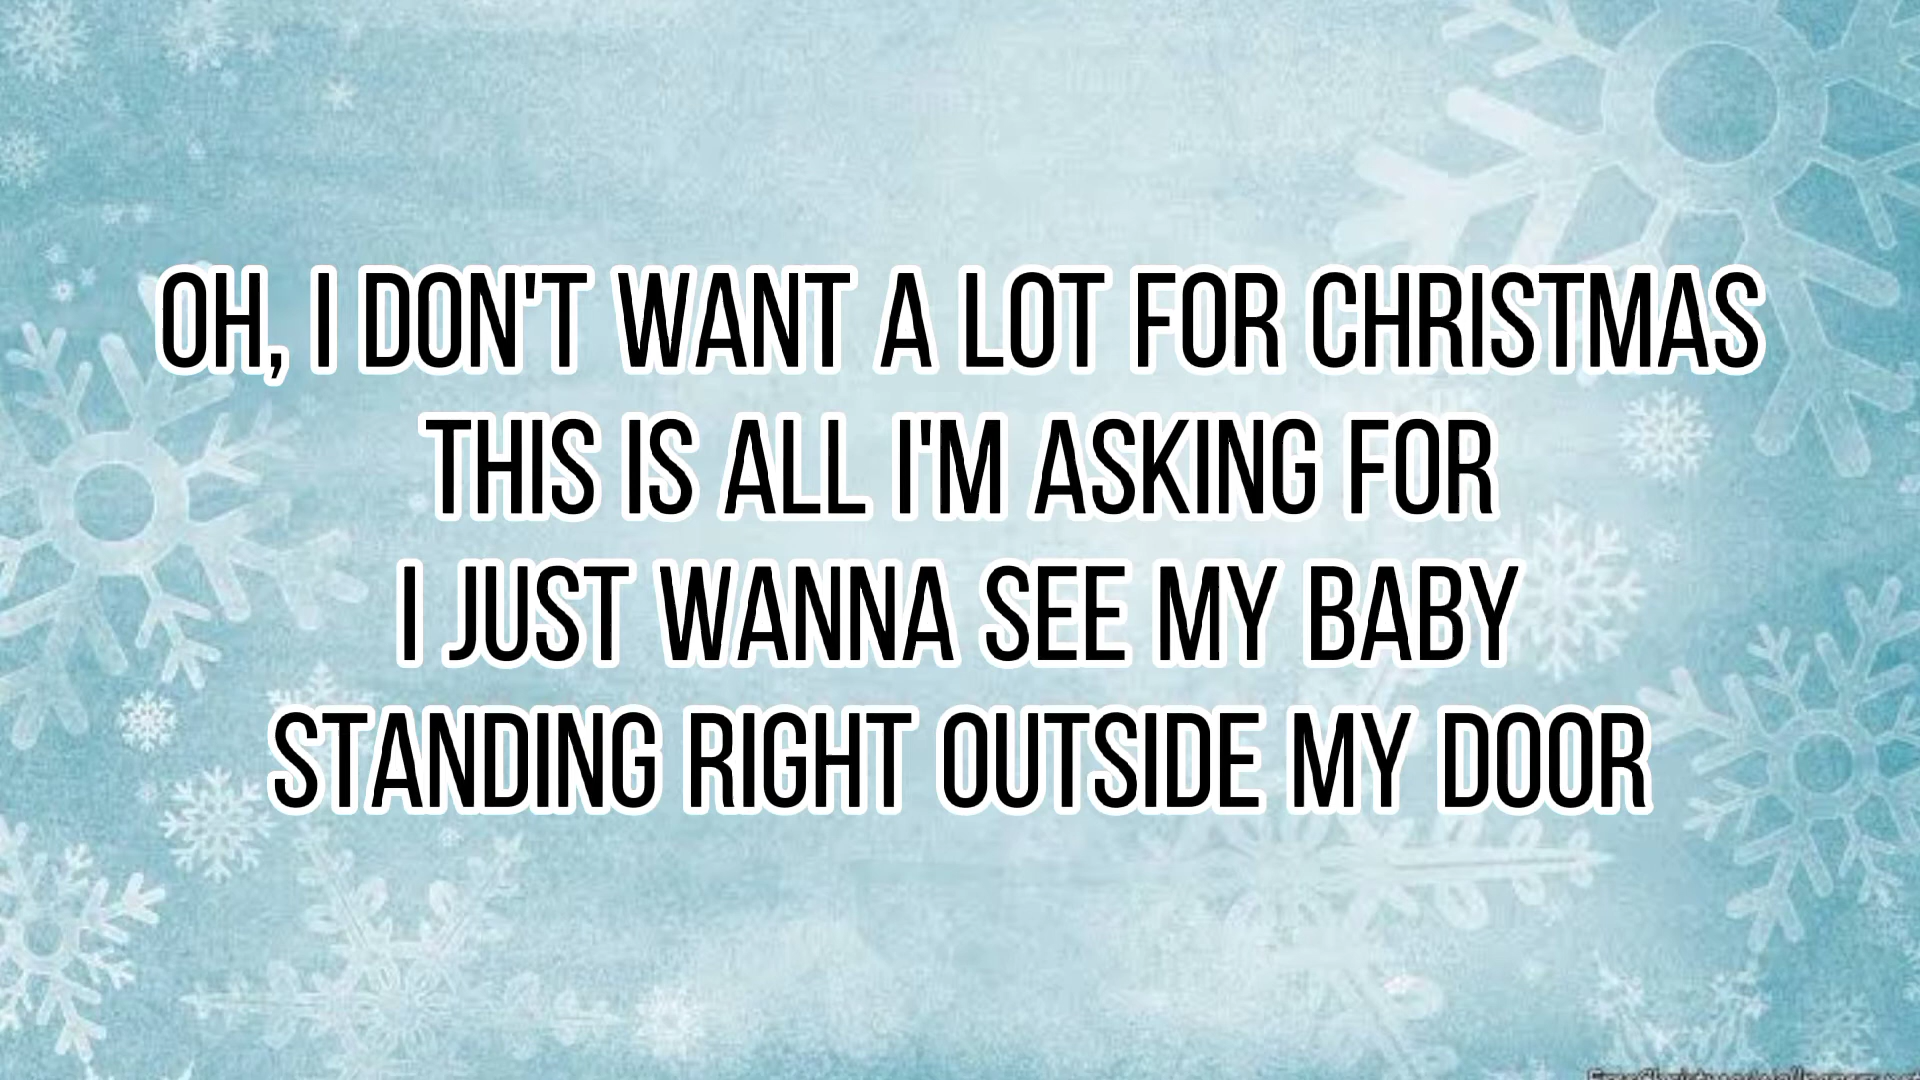 OH, I DON'T WANT A LOT FOR CHRISTMAS
THIS IS ALL I'M ASKING FOR
I JUST WANNA SEE MY BABY
STANDING RIGHT OUTSIDE MY DOOR